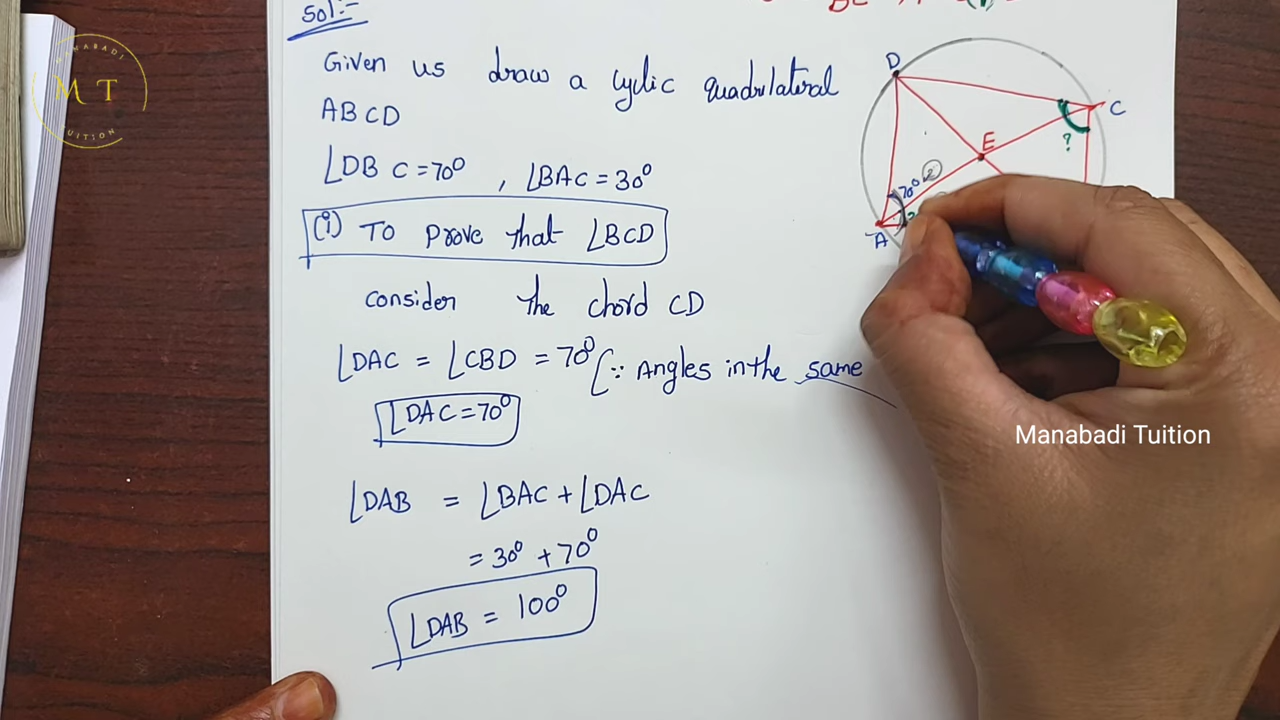 Sol:-
Given us draw a cyclic quadrilateral
ABCD
∠DBC = 70°, ∠BAC = 30°
(i) To prove that ∠BCD
consider the chord CD
∠DAC = ∠CBD = 70° [∵ Angles in the same
∠DAC = 70°
∠DAB = ∠BAC + ∠DAC
= 30° + 70°
∠DAB = 100°
D
C
E
?
70°
A
MANABADI
M T
TUITION
Manabadi Tuition